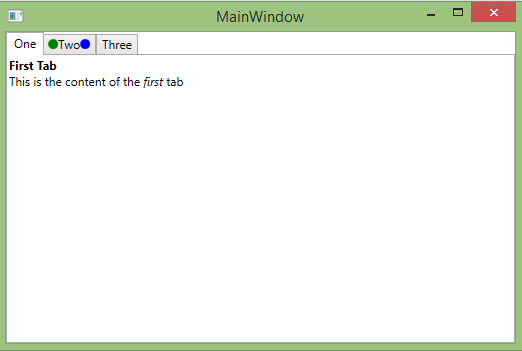 MainWindow
One Two Three
First Tab
This is the content of the first tab